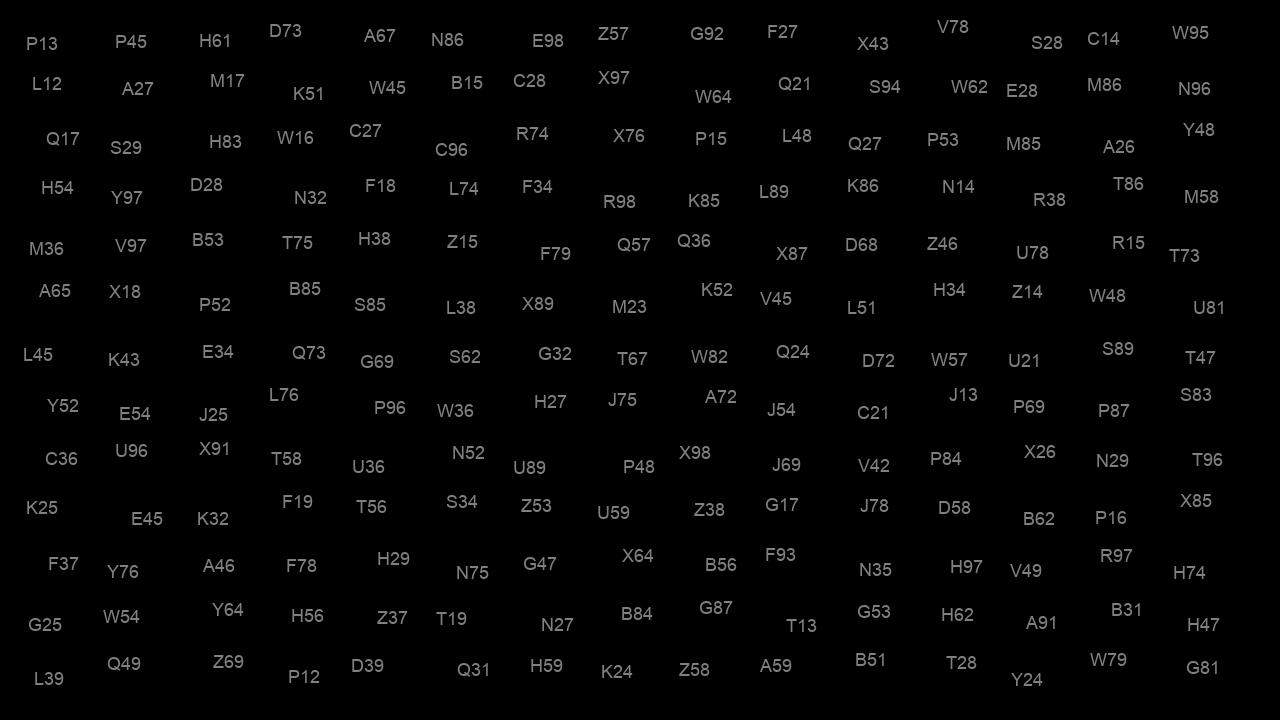 P13 P45 H61 D73 A67 N86 E98 Z57 G92 F27 X43 V78 S28 C14 W95
L12 A27 M17 K51 W45 B15 C28 X97 W64 Q21 S94 W62 E28 M86 N96
Q17 S29 H83 W16 C27 C96 R74 X76 P15 L48 Q27 P53 M85 A26 Y48
H54 Y97 D28 N32 F18 L74 F34 R98 K85 L89 K86 N14 R38 T86 M58
M36 V97 B53 T75 H38 Z15 F79 Q57 Q36 X87 D68 Z46 U78 R15 T73
A65 X18 P52 B85 S85 L38 X89 M23 K52 V45 L51 H34 Z14 W48 U81
L45 K43 E34 Q73 G69 S62 G32 T67 W82 Q24 D72 W57 U21 S89 T47
Y52 E54 J25 L76 P96 W36 H27 J75 A72 J54 C21 J13 P69 P87 S83
C36 U96 X91 T58 U36 N52 U89 P48 X98 J69 V42 P84 X26 N29 T96
K25 E45 K32 F19 T56 S34 Z53 U59 Z38 G17 J78 D58 B62 P16 X85
F37 Y76 A46 F78 H29 N75 G47 X64 B56 F93 N35 H97 V49 R97 H74
G25 W54 Y64 H56 Z37 T19 N27 B84 G87 T13 G53 H62 A91 B31 H47
L39 Q49 Z69 P12 D39 Q31 H59 K24 Z58 A59 B51 T28 Y24 W79 G81